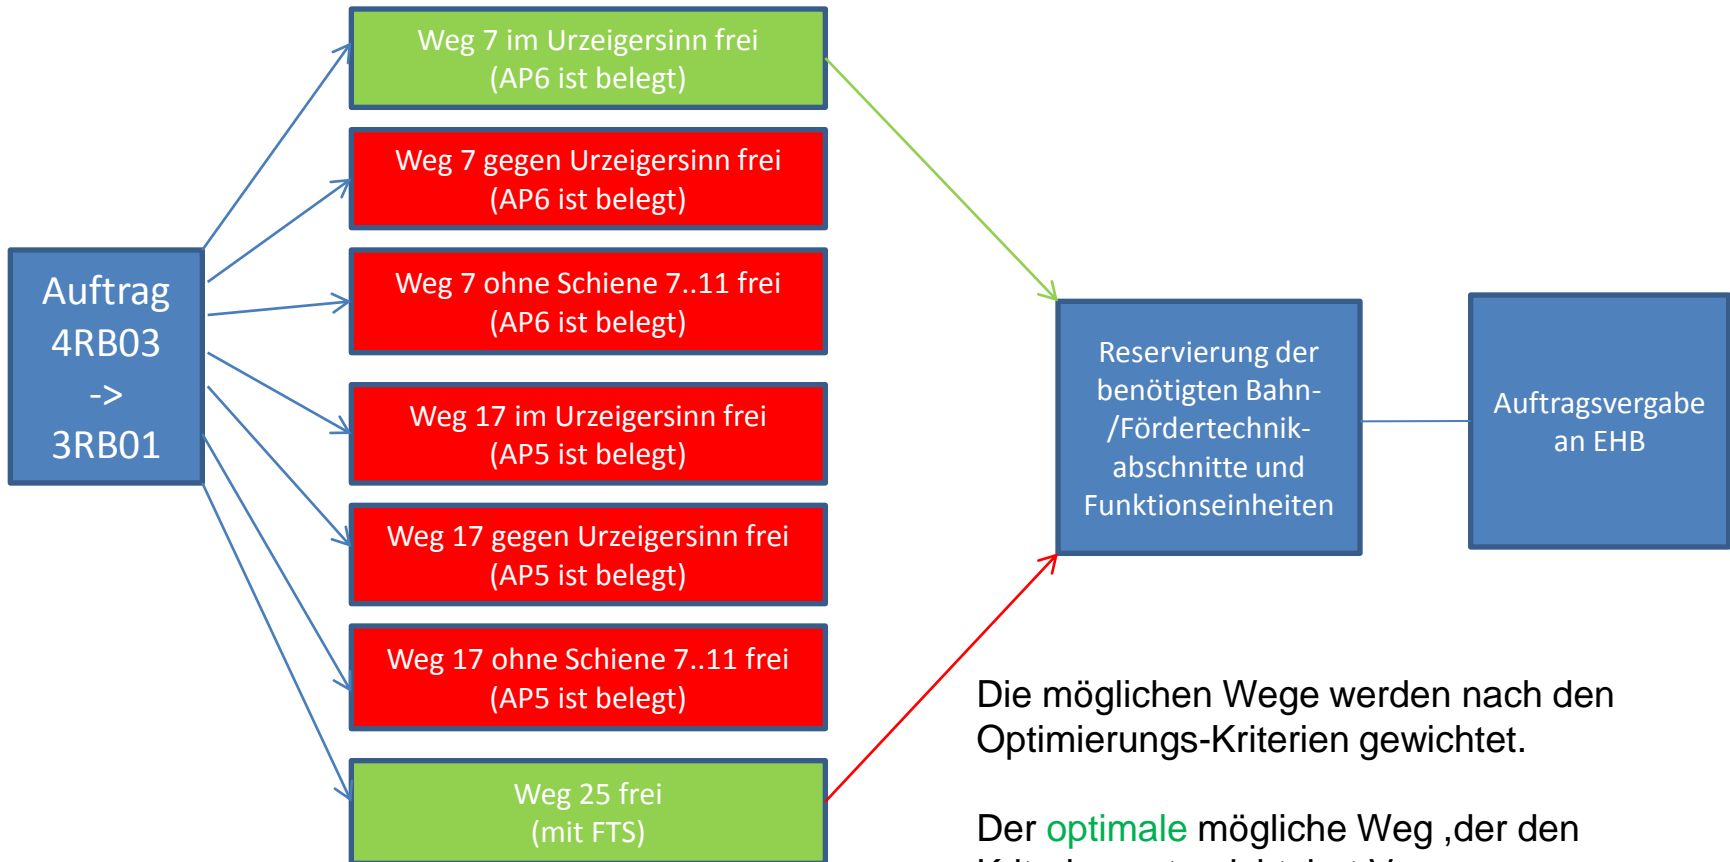 Weg 7 im Urzeigersinn frei
(AP6 ist belegt)
Weg 7 gegen Urzeigersinn frei
(AP6 ist belegt)
Weg 7 ohne Schiene 7..11 frei
(AP6 ist belegt)
Auftrag
4RB03
->
3RB01
Weg 17 im Urzeigersinn frei
(AP5 ist belegt)
Weg 17 gegen Urzeigersinn frei
(AP5 ist belegt)
Weg 17 ohne Schiene 7..11 frei
(AP5 ist belegt)
Weg 25 frei
(mit FTS)
Reservierung der
benötigten Bahn-
/Fördertechnik-
abschnitte und
Funktionseinheiten
Auftragsvergabe
an EHB
Die möglichen Wege werden nach den
Optimierungs-Kriterien gewichtet.
Der optimale mögliche Weg ,der den